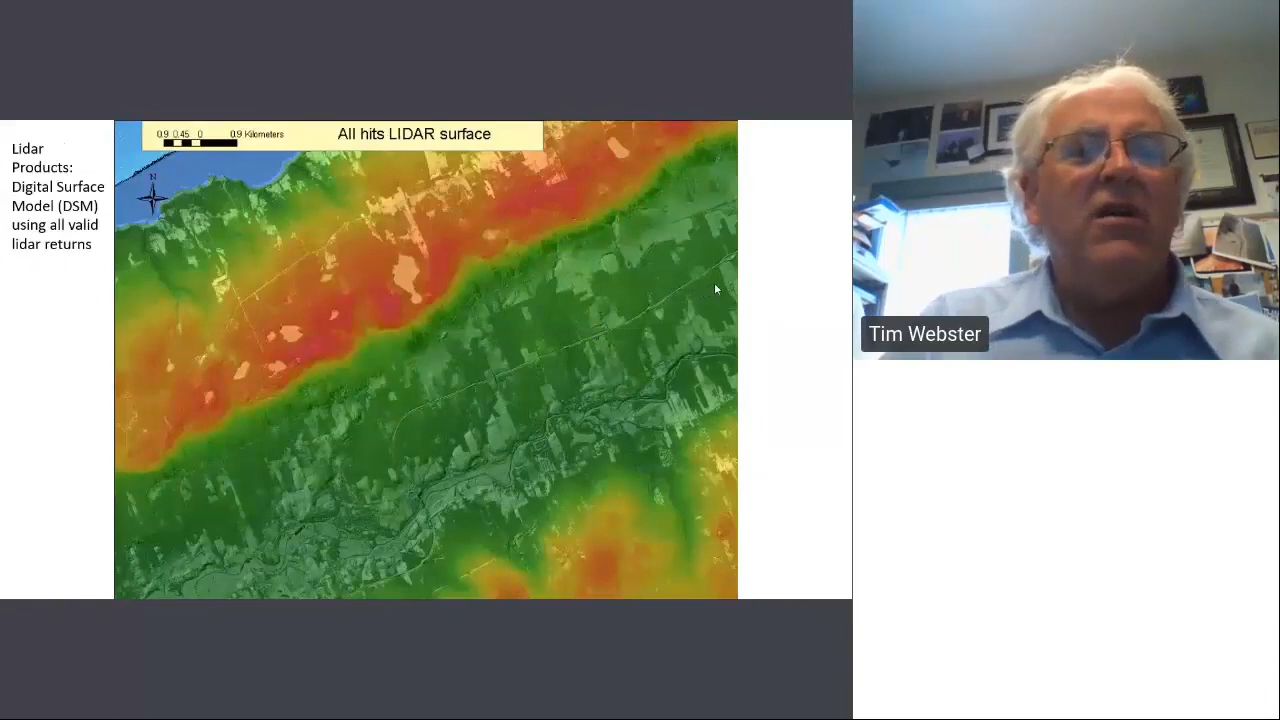 Lidar
Products:
Digital Surface
Model (DSM)
using all valid
lidar returns
0.9 0.45 0 0.9 Kilometers
All hits LIDAR surface
N
Tim Webster